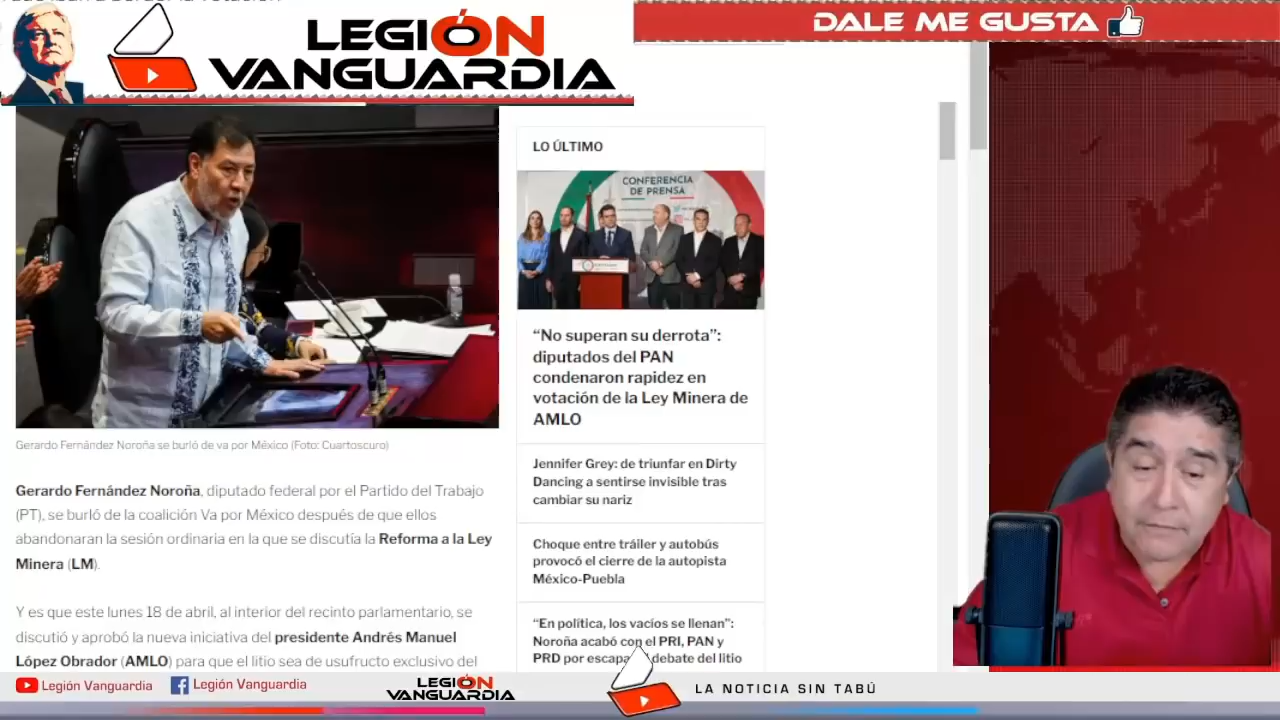 LEGIÓN
VANGUARDIA
DALE ME GUSTA
LO ÚLTIMO
CONFERENCIA
DE PRENSA
“No superan su derrota”:
diputados del PAN
condenaron rapidez en
votación de la Ley Minera de
AMLO
Gerardo Fernández Noroña se burló de va por México (Foto: Cuartoscuro)
Jennifer Grey: de triunfar en Dirty
Dancing a sentirse invisible tras
cambiar su nariz
Gerardo Fernández Noroña, diputado federal por el Partido del Trabajo
(PT), se burló de la coalición Va por México después de que ellos
abandonaran la sesión ordinaria en la que se discutía la Reforma a la Ley
Minera (LM).
Choque entre tráiler y autobús
provocó el cierre de la autopista
México-Puebla
Y es que este lunes 18 de abril, al interior del recinto parlamentario, se
discutió y aprobó la nueva iniciativa del presidente Andrés Manuel
López Obrador (AMLO) para que el litio sea de usufructo exclusivo del
“En política, los vacíos se llenan”:
Noroña acabó con el PRI, PAN y
PRD por escapar debate del litio
Legión Vanguardia
Legión Vanguardia
LEGIÓN
VANGUARDIA
LA NOTICIA SIN TABÚ